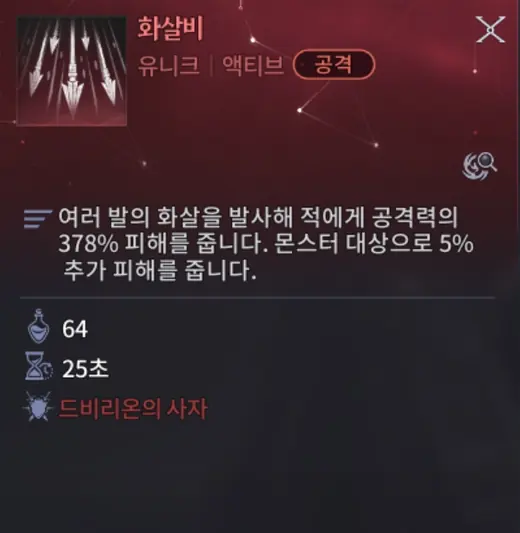 화살비
유니크 | 액티브 공격
여러 발의 화살을 발사해 적에게 공격력의
378% 피해를 줍니다. 몬스터 대상으로 5%
추가 피해를 줍니다.
64
25초
드비리온의 사자